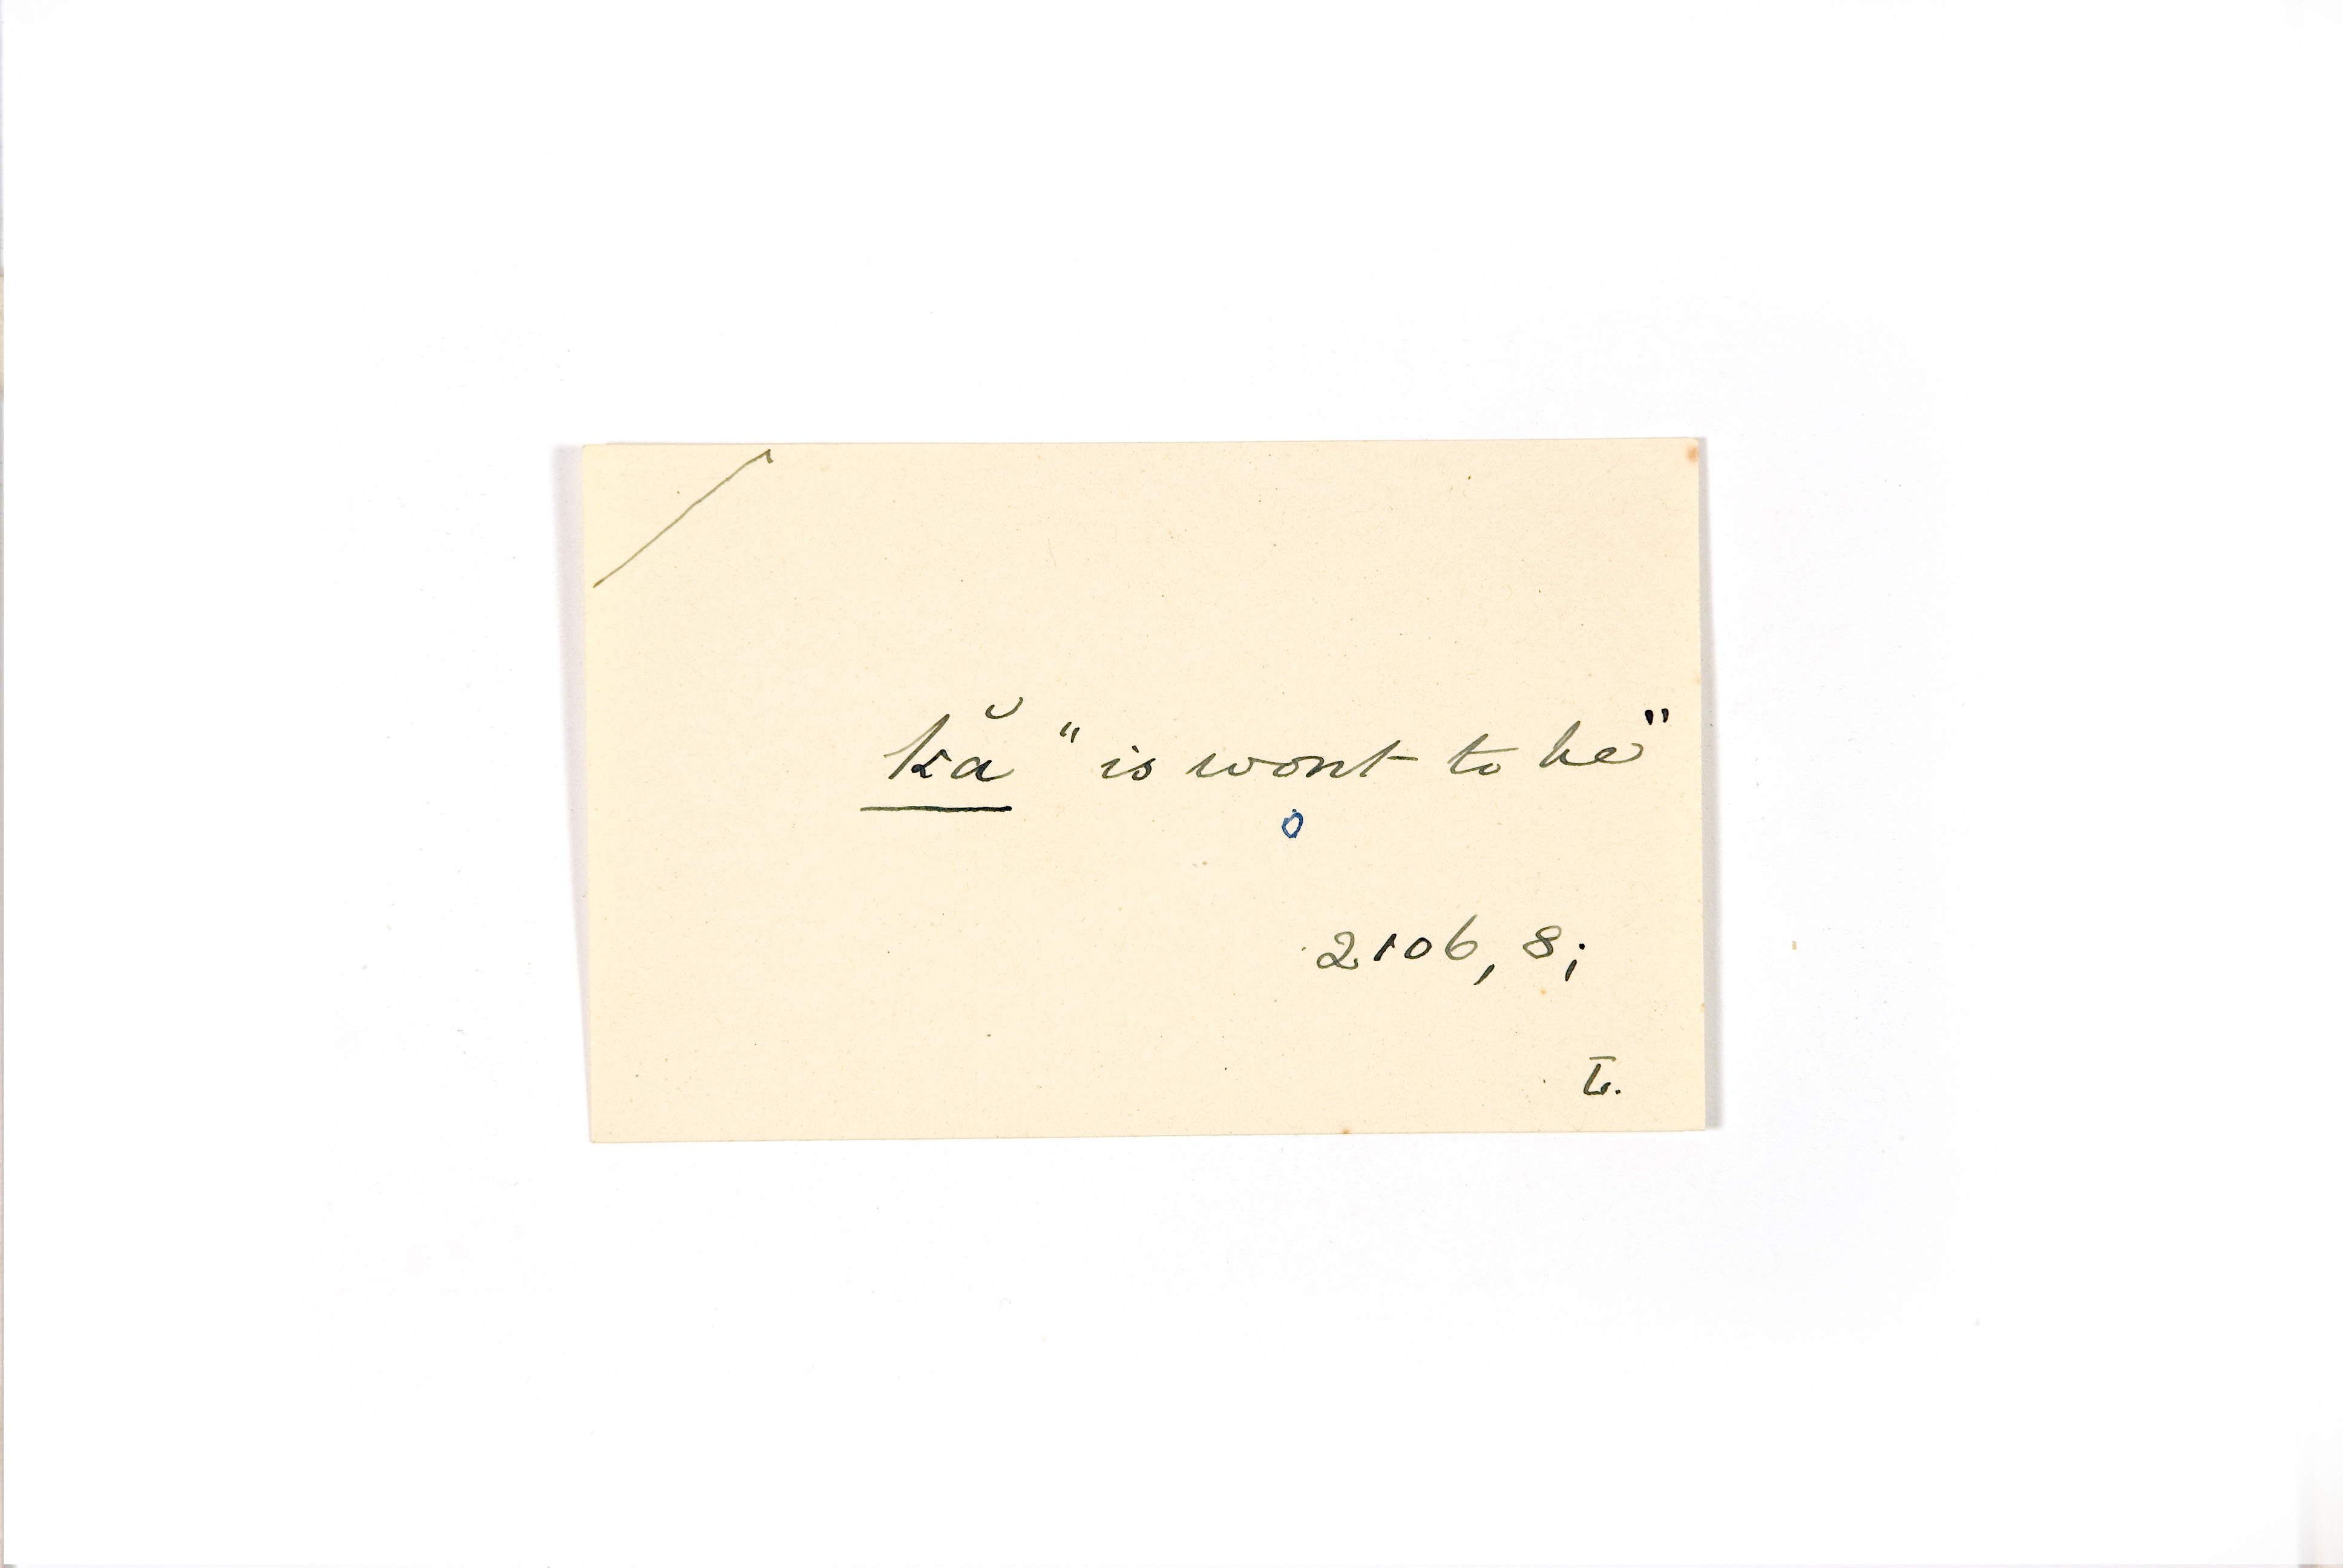 kă "is wont to be"
o
2106, 8;
L.